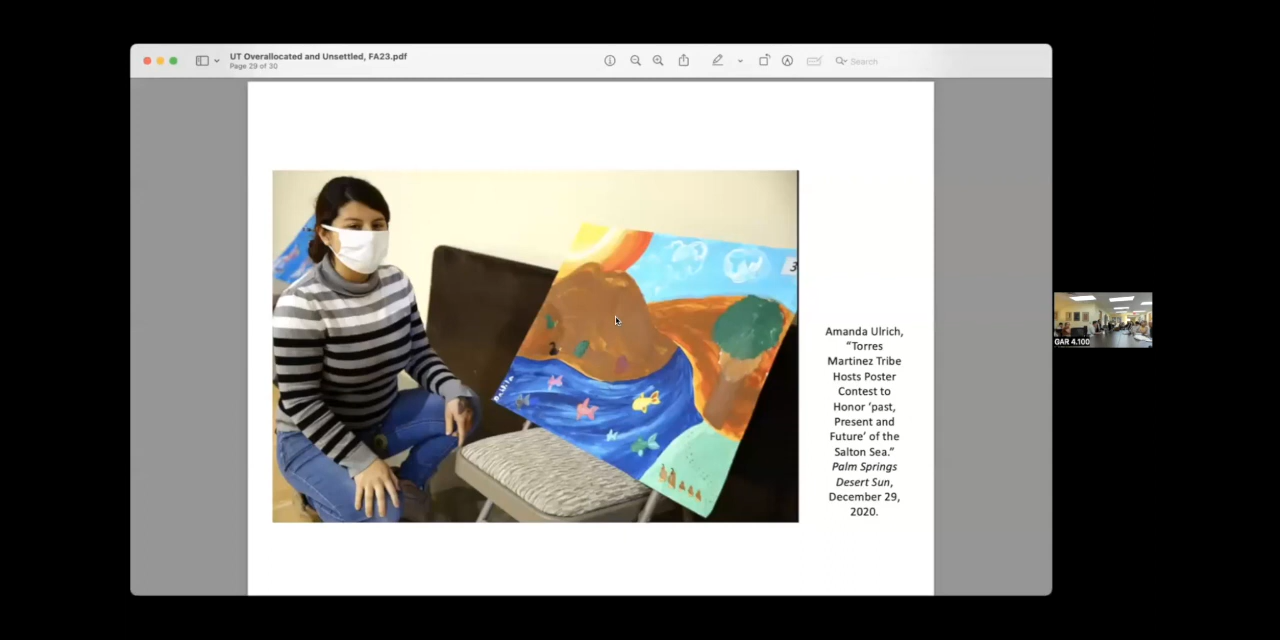 UT Overallocated and Unsettled, FA23.pdf
Page 29 of 30
Search
3
Amanda Ulrich,
“Torres
Martinez Tribe
Hosts Poster
Contest to
Honor ‘past,
Present and
Future’ of the
Salton Sea.”
Palm Springs
Desert Sun,
December 29,
2020.
GAR 4.100